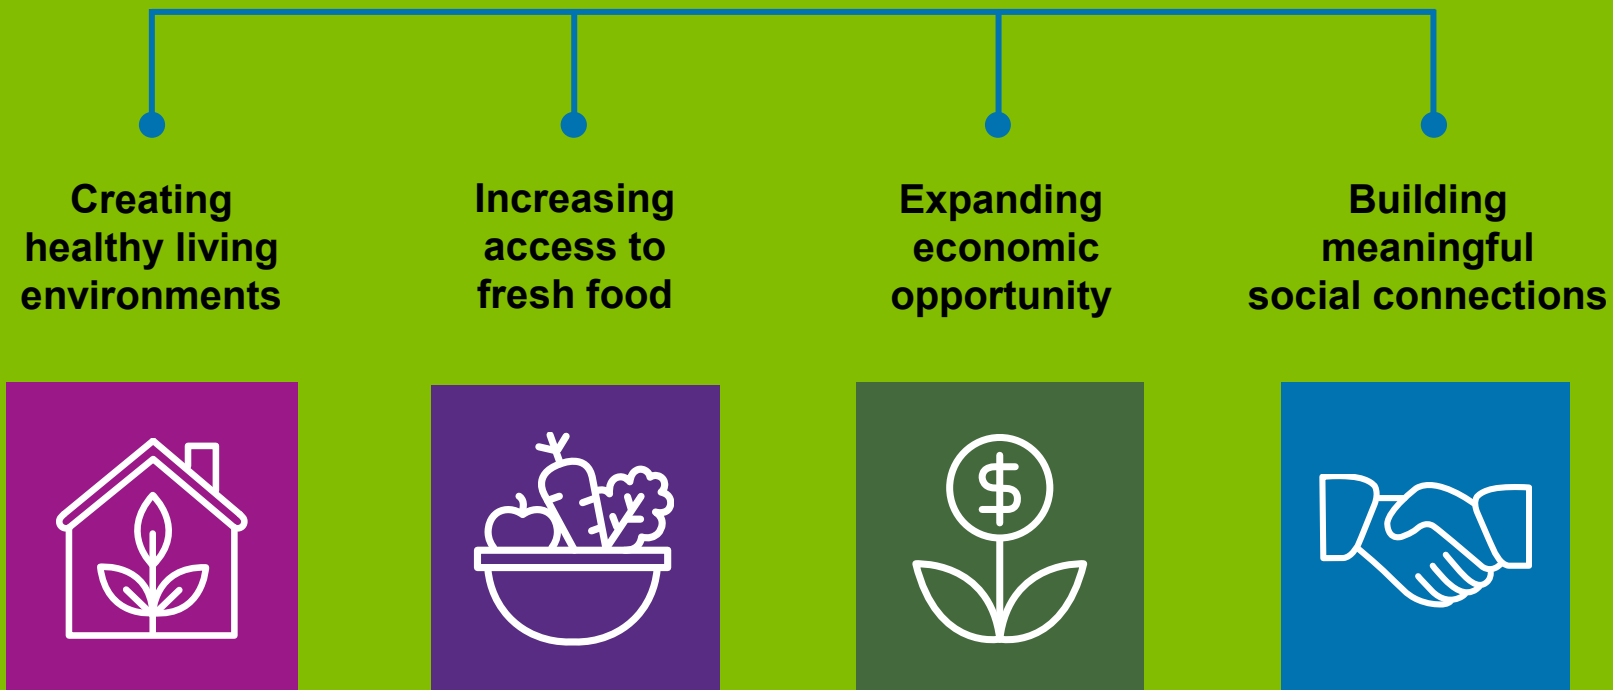 Creating
healthy living
environments
Increasing
access to
fresh food
Expanding
economic
opportunity
Building
meaningful
social connections
$